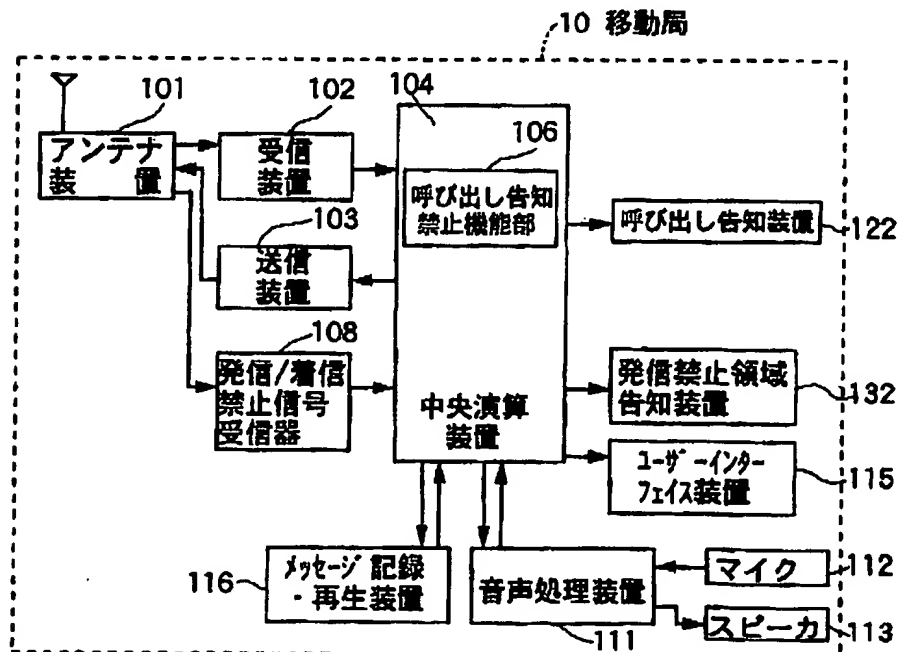 10 移動局
101
アンテナ
装 置
102
受信
装置
103
送信
装置
108
発信/着信
禁止信号
受信器
104
106
呼び出し告知
禁止機能部
中央演算
装置
呼び出し告知装置
122
発信禁止領域
告知装置
132
ユーザーインター
フェイス装置
115
116
メッセージ記録
・再生装置
音声処理装置
111
マイク
112
スピーカ
113